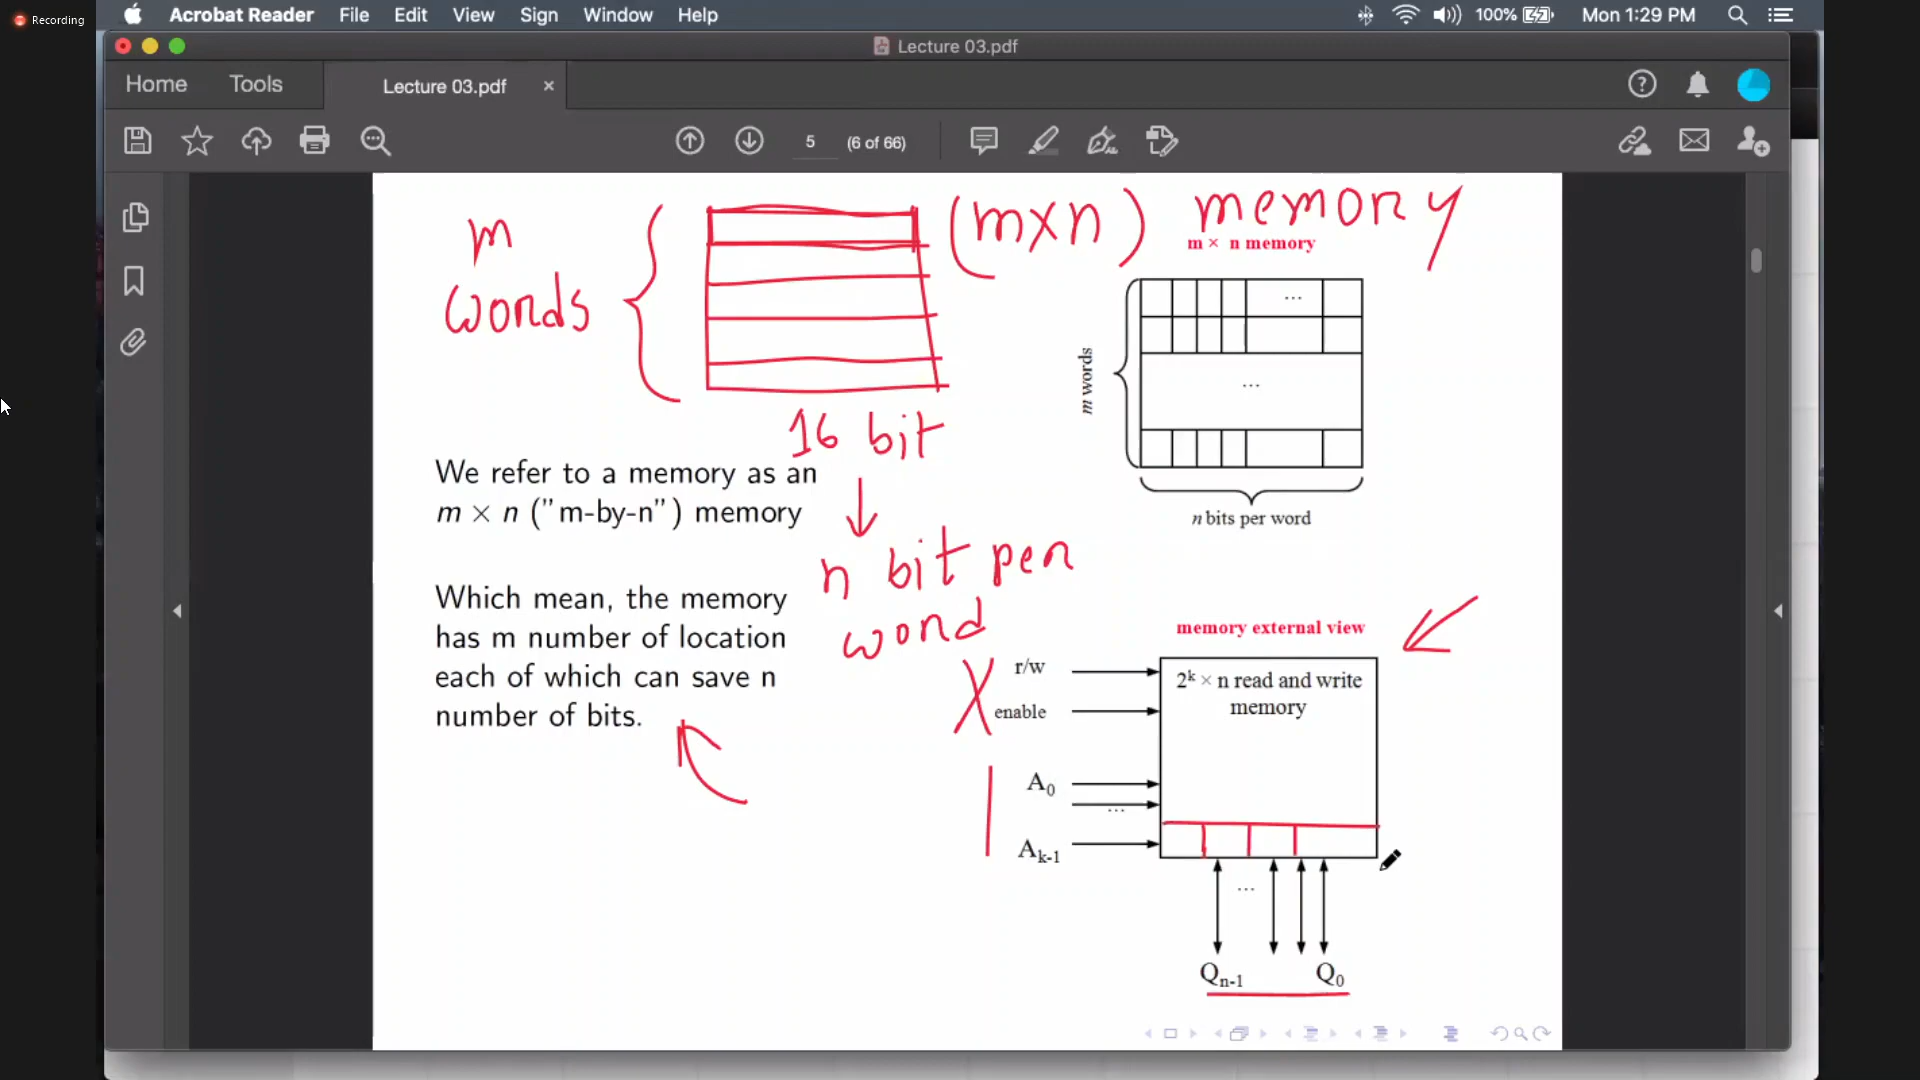 Recording
Acrobat Reader File Edit View Sign Window Help 100% Mon 1:29 PM
Lecture 03.pdf
Home Tools Lecture 03.pdf ×
5 (6 of 66)
m words
(m×n) memory
m × n memory
...
m words
...
n bits per word
16 bit
n bit per
word
We refer to a memory as an
m × n ("m-by-n") memory
Which mean, the memory
has m number of location
each of which can save n
number of bits.
memory external view
r/w
enable
2^k × n read and write
memory
A0
...
Ak-1
...
Qn-1 Q0